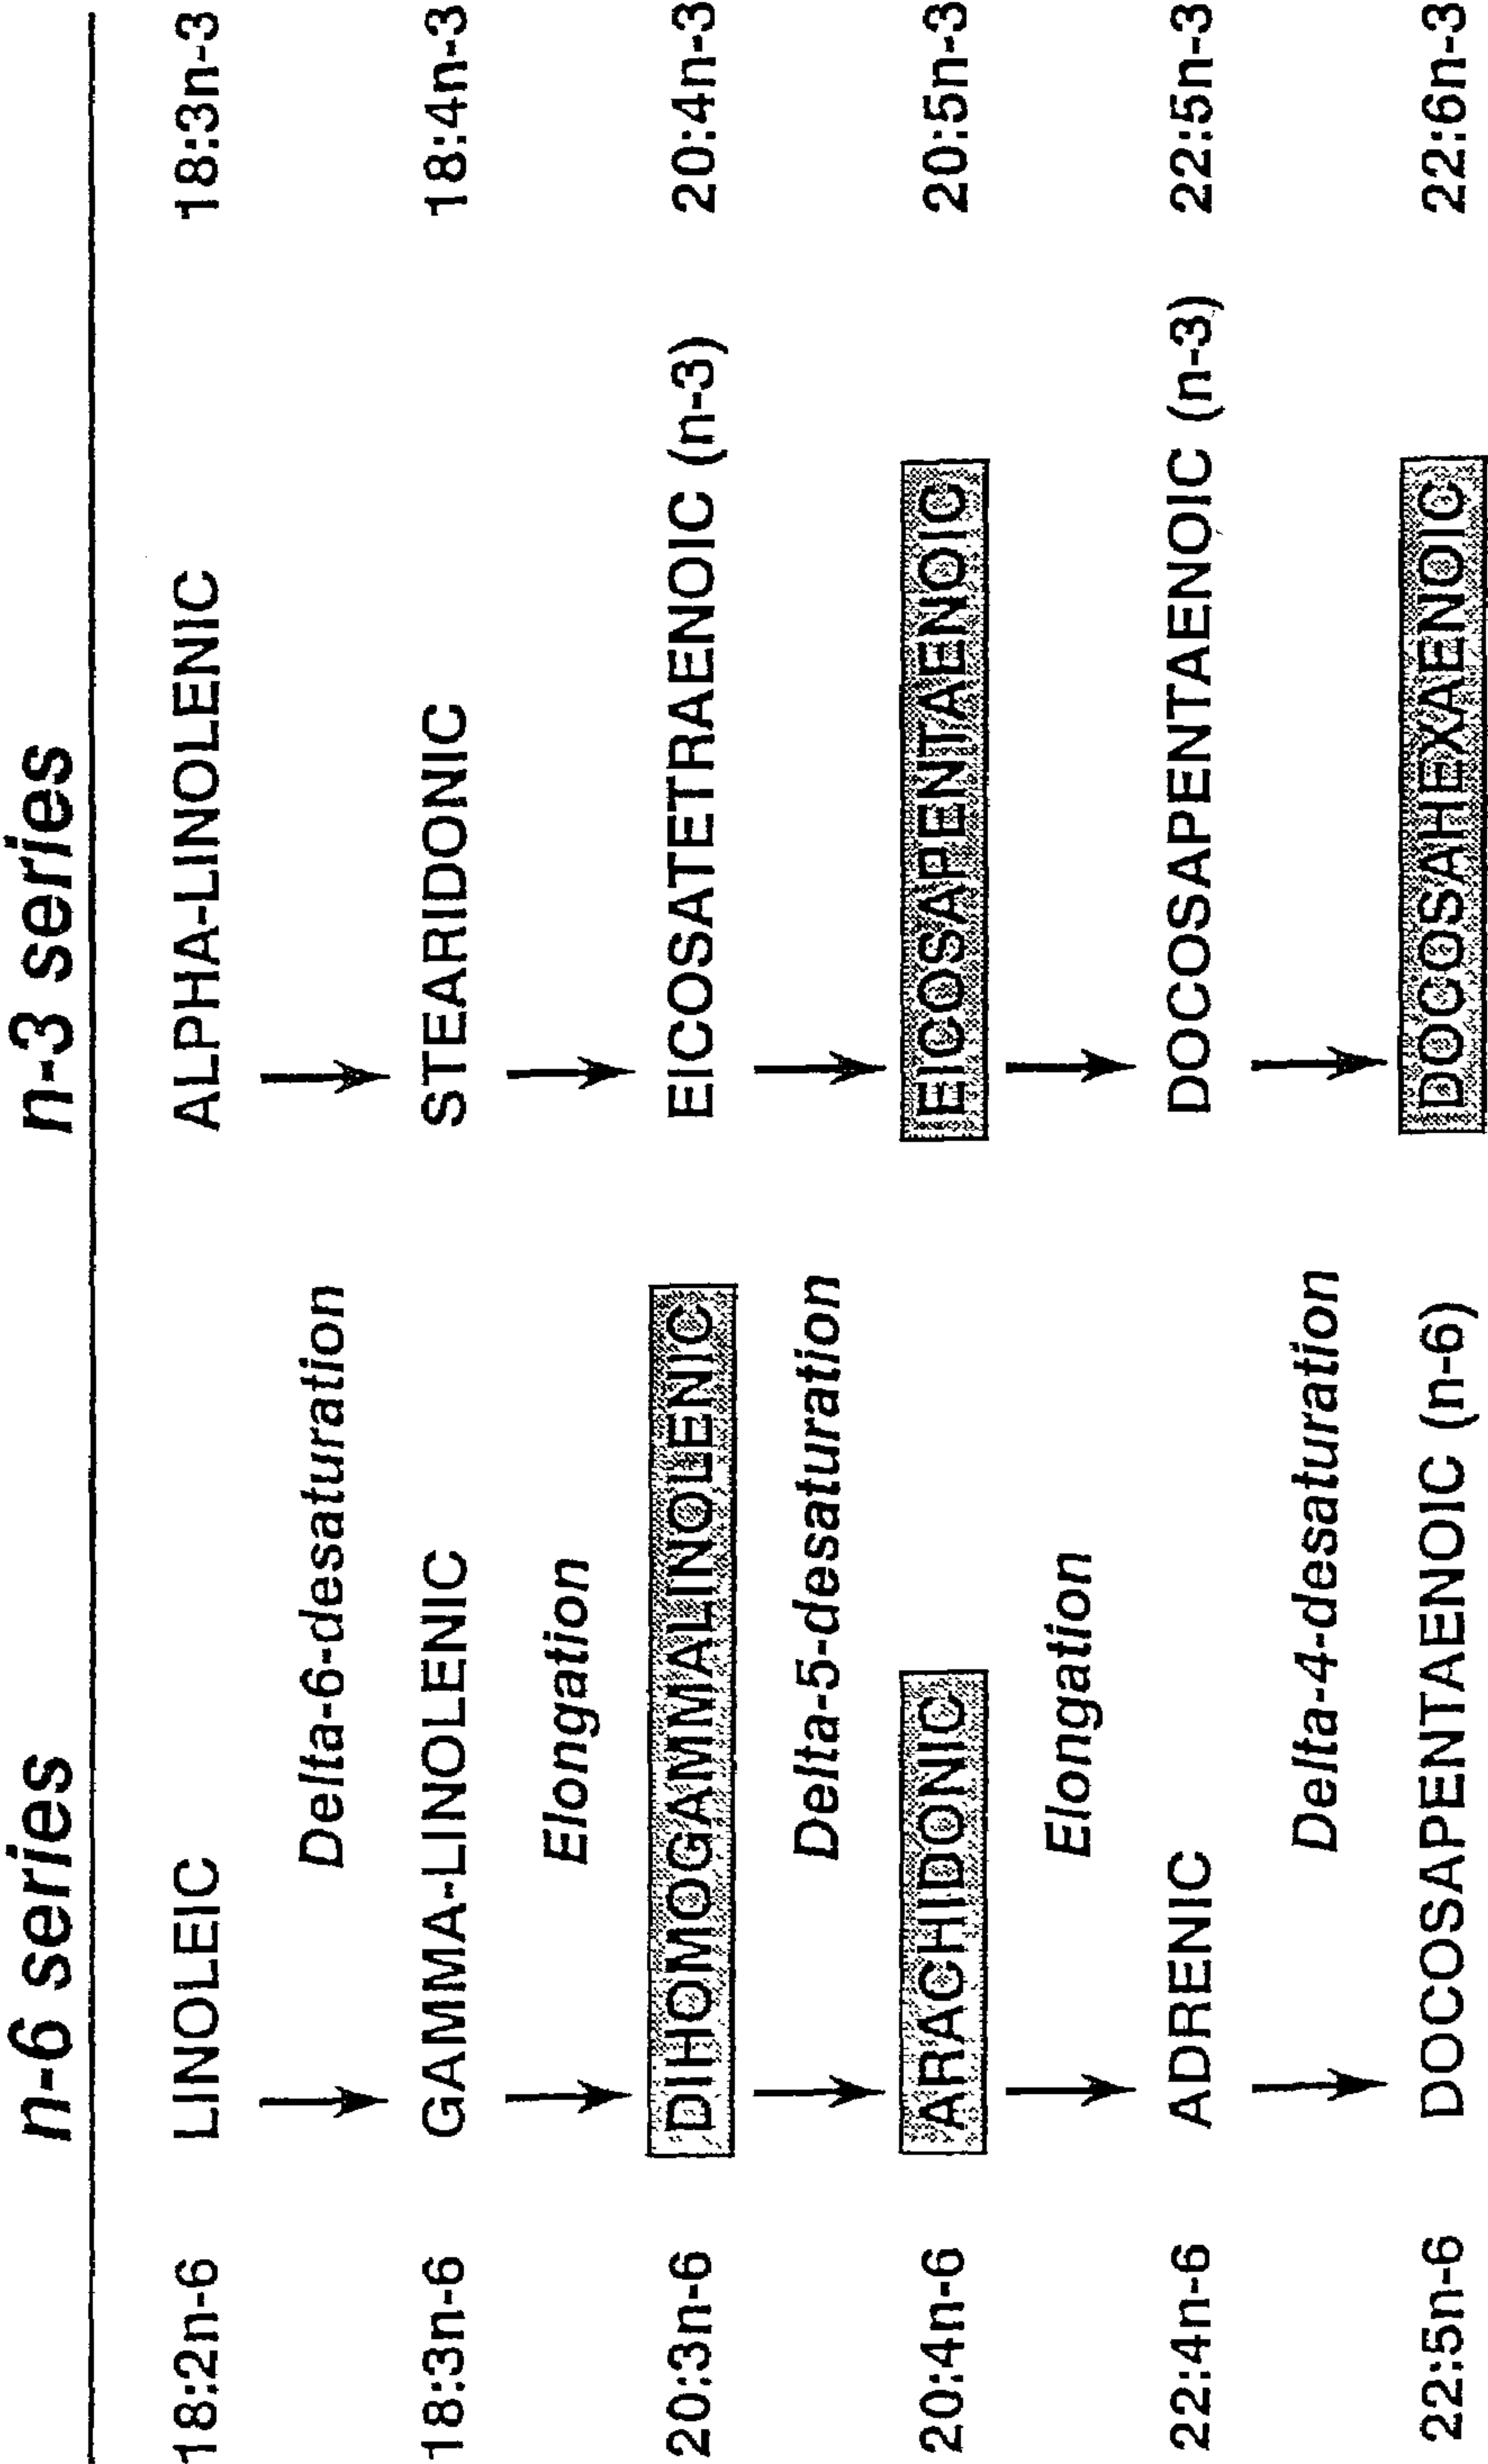 n-6 series n-3 series
18:2n-6 LINOLEIC ALPHA-LINOLENIC 18:3n-3
Delta-6-desaturation
18:3n-6 GAMMA-LINOLENIC STEARIDONIC 18:4n-3
Elongation
20:3n-6 DIHOMOGAMMALINOLENIC EICOSATETRAENOIC (n-3) 20:4n-3
Delta-5-desaturation
20:4n-6 ARACHIDONIC EICOSAPENTAENOIC 20:5n-3
Elongation
22:4n-6 ADRENIC DOCOSAPENTAENOIC (n-3) 22:5n-3
Delta-4-desaturation
22:5n-6 DOCOSAPENTAENOIC (n-6) DOCOSAHEXAENOIC 22:6n-3